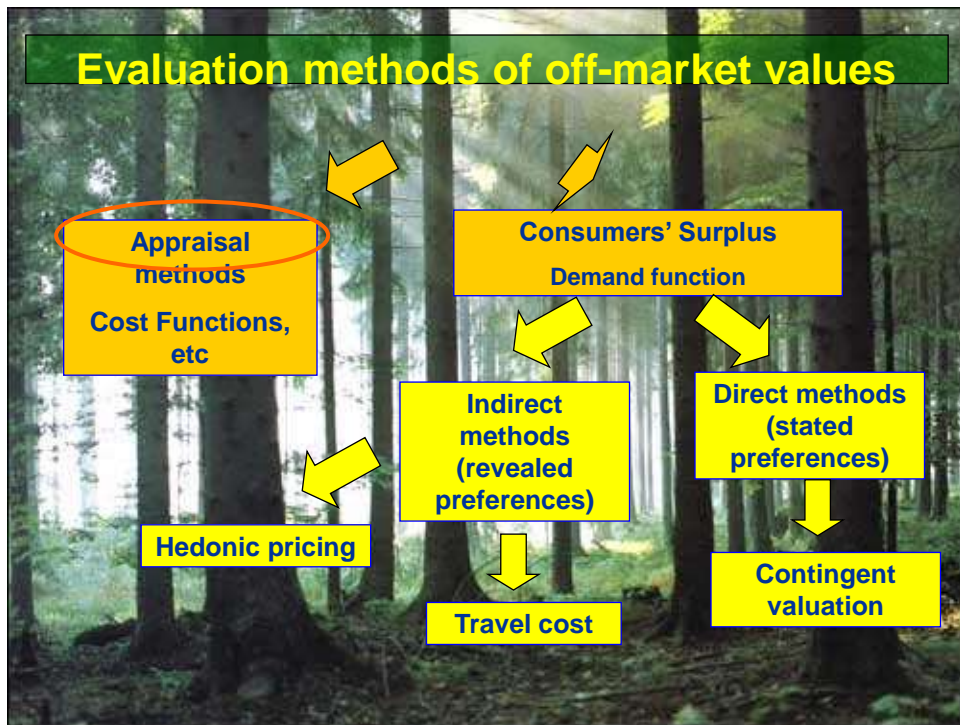 Evaluation methods of off-market values
Appraisal
methods
Cost Functions,
etc
Consumers' Surplus
Demand function
Indirect
methods
(revealed
preferences)
Direct methods
(stated
preferences)
Hedonic pricing
Travel cost
Contingent
valuation